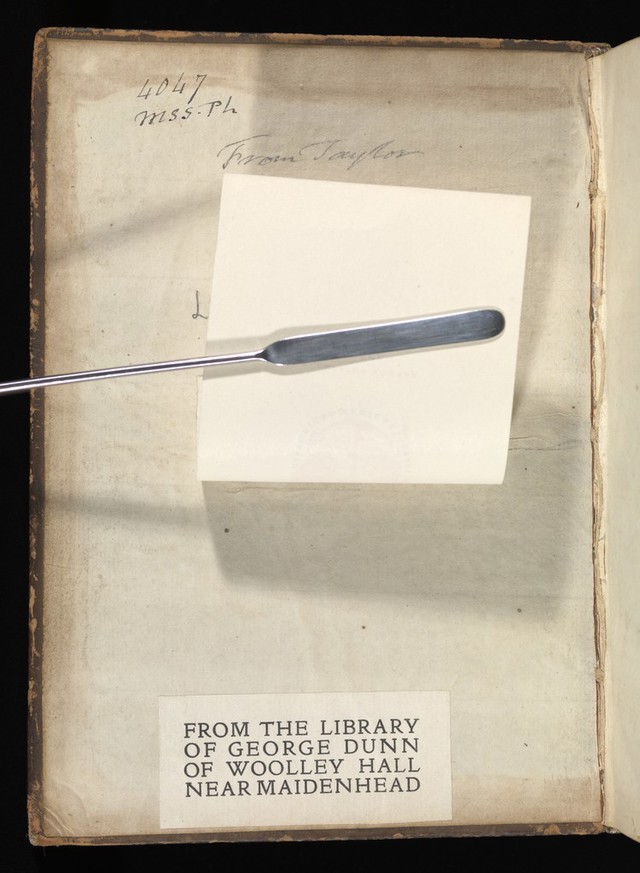 4047
MSS. Ph
From Taylor
L
FROM THE LIBRARY
OF GEORGE DUNN
OF WOOLLEY HALL
NEAR MAIDENHEAD